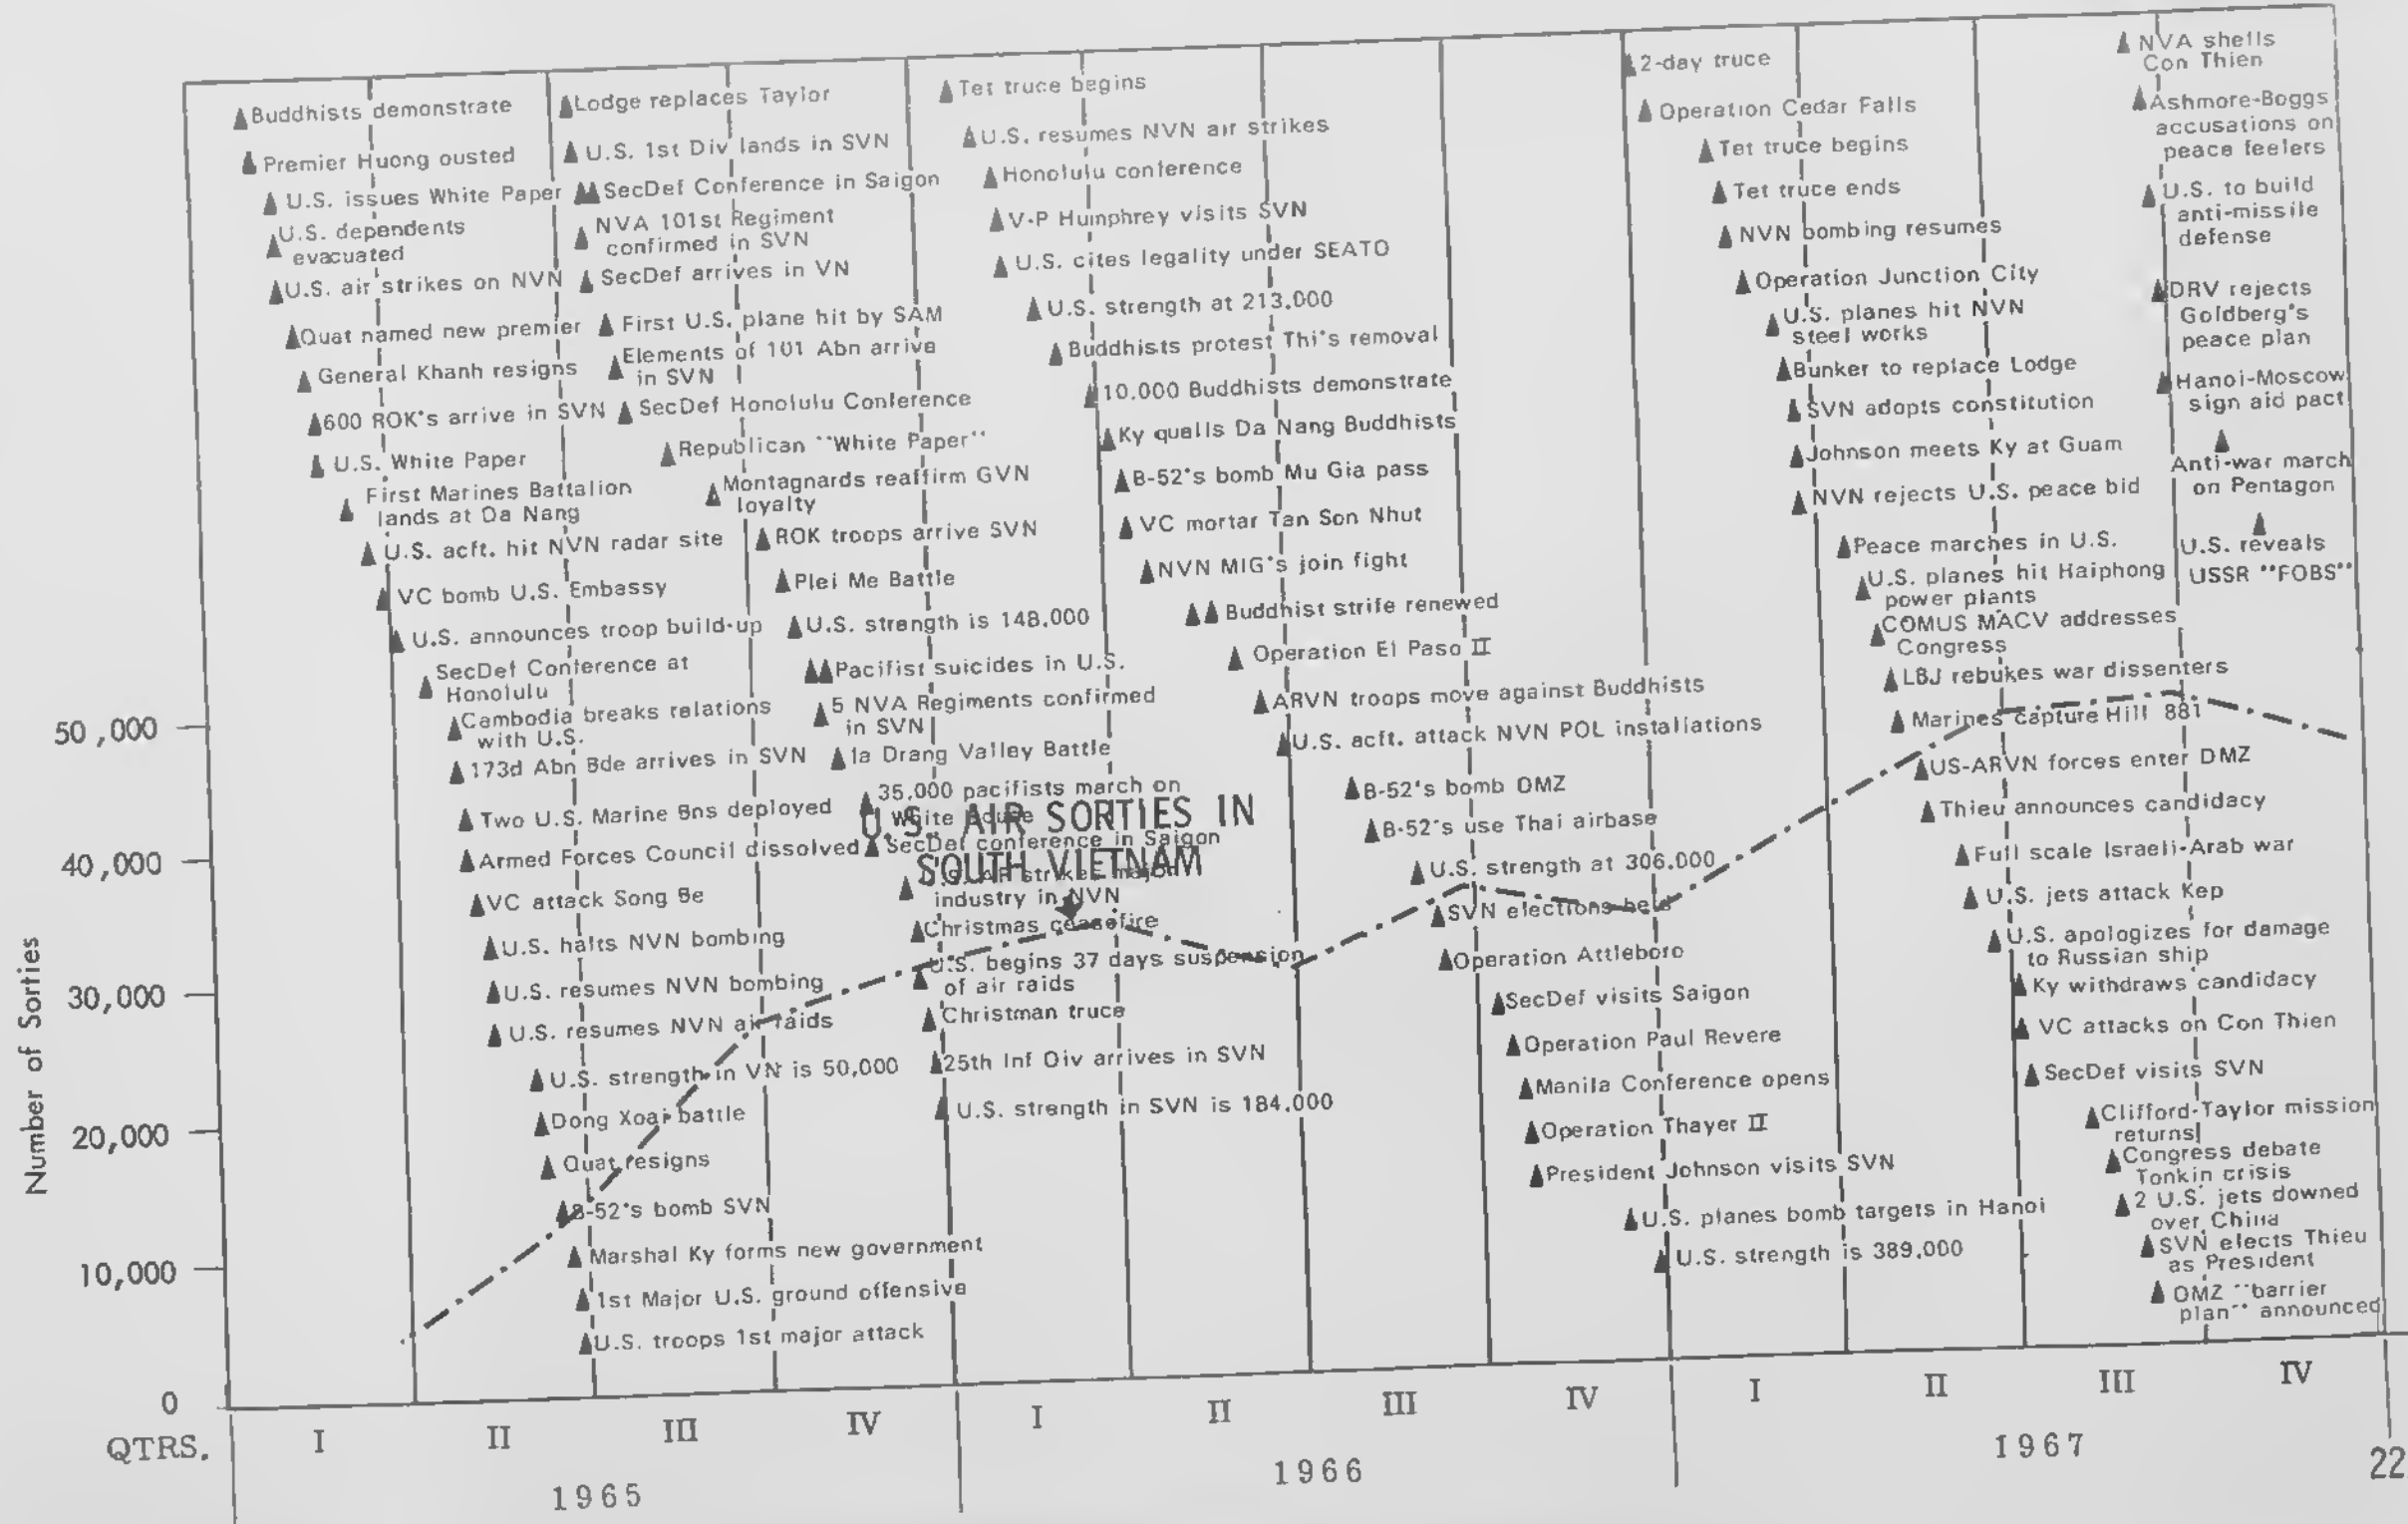 Buddhists demonstrate
Premier Huong ousted
U.S. issues White Paper
U.S. dependents
evacuated
U.S. air strikes on NVN
Quat named new premier
General Khanh resigns
600 ROK's arrive in SVN
U.S. White Paper
First Marines Battalion
lands at Da Nang
U.S. acft. hit NVN radar site
VC bomb U.S. Embassy
U.S. announces troop build-up
SecDef Conference at
Honolulu
Cambodia breaks relations
with U.S.
173d Abn Bde arrives in SVN
Two U.S. Marine Bns deployed
Armed Forces Council dissolved
VC attack Song Be
U.S. halts NVN bombing
U.S. resumes NVN bombing
U.S. resumes NVN air raids
U.S. strength in VN is 50,000
Dong Xoai battle
Quat resigns
B-52's bomb SVN
Marshal Ky forms new government
1st Major U.S. ground offensive
U.S. troops 1st major attack
Lodge replaces Taylor
U.S. 1st Div lands in SVN
SecDef Conference in Saigon
NVA 101st Regiment
confirmed in SVN
SecDef arrives in VN
First U.S. plane hit by SAM
Elements of 101 Abn arrive
in SVN
SecDef Honolulu Conference
Republican "White Paper"
Montagnards reaffirm GVN
loyalty
ROK troops arrive SVN
Plei Me Battle
U.S. strength is 148,000
Pacifist suicides in U.S.
5 NVA Regiments confirmed
in SVN
Ia Drang Valley Battle
35,000 pacifists march on
White House
SecDef conference in Saigon
U.S. AIR SORTIES IN
SOUTH VIETNAM
industry in NVN
Christmas ceasefire
U.S. begins 37 days suspension
of air raids
Christman truce
25th Inf Div arrives in SVN
U.S. strength in SVN is 184,000
Tet truce begins
U.S. resumes NVN air strikes
Honolulu conference
V-P Humphrey visits SVN
U.S. cites legality under SEATO
U.S. strength at 213,000
Buddhists protest Thi's removal
10,000 Buddhists demonstrate
Ky quells Da Nang Buddhists
B-52's bomb Mu Gia pass
VC mortar Tan Son Nhut
NVN MIG's join fight
Buddhist strife renewed
Operation El Paso II
ARVN troops move against Buddhists
U.S. acft. attack NVN POL installations
B-52's bomb DMZ
B-52's use Thai airbase
U.S. strength at 306,000
SVN elections held
Operation Attleboro
SecDef visits Saigon
Operation Paul Revere
Manila Conference opens
Operation Thayer II
President Johnson visits SVN
U.S. planes bomb targets in Hanoi
U.S. strength is 389,000
2-day truce
Operation Cedar Falls
Tet truce begins
Tet truce ends
NVN bombing resumes
Operation Junction City
U.S. planes hit NVN
steel works
Bunker to replace Lodge
SVN adopts constitution
Johnson meets Ky at Guam
NVN rejects U.S. peace bid
Peace marches in U.S.
U.S. planes hit Haiphong
power plants
COMUS MACV addresses
Congress
LBJ rebukes war dissenters
Marines capture Hill 881
US-ARVN forces enter DMZ
Thieu announces candidacy
Full scale Israeli-Arab war
U.S. jets attack Kep
U.S. apologizes for damage
to Russian ship
Ky withdraws candidacy
VC attacks on Con Thien
SecDef visits SVN
Clifford-Taylor mission
returns
Congress debate
Tonkin crisis
2 U.S. jets downed
over China
SVN elects Thieu
as President
DMZ "barrier
plan" announced
NVA shells
Con Thien
Ashmore-Boggs
accusations on
peace feelers
U.S. to build
anti-missile
defense
DRV rejects
Goldberg's
peace plan
Hanoi-Moscow
sign aid pact
Anti-war march
on Pentagon
U.S. reveals
USSR "FOBS"
Number of Sorties
50,000
40,000
30,000
20,000
10,000
0
QTRS.
I II III IV I II III IV I II III IV
1965 1966 1967
22